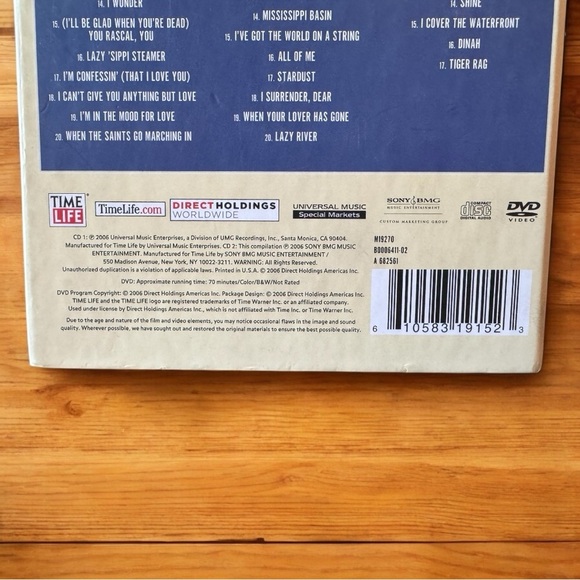 14. I WONDER
15. (I'LL BE GLAD WHEN YOU'RE DEAD)
YOU RASCAL, YOU
16. LAZY 'SIPPI STEAMER
17. I'M CONFESSIN' (THAT I LOVE YOU)
18. I CAN'T GIVE YOU ANYTHING BUT LOVE
19. I'M IN THE MOOD FOR LOVE
20. WHEN THE SAINTS GO MARCHING IN
14. MISSISSIPPI BASIN
15. I'VE GOT THE WORLD ON A STRING
16. ALL OF ME
17. STARDUST
18. I SURRENDER, DEAR
19. WHEN YOUR LOVER HAS GONE
20. LAZY RIVER
14. SHINE
15. I COVER THE WATERFRONT
16. DINAH
17. TIGER RAG
TIME
LIFE
TimeLife.com
DIRECT HOLDINGS
WORLDWIDE
UNIVERSAL MUSIC
Special Markets
SONY BMG
MUSIC ENTERTAINMENT
CUSTOM MARKETING GROUP
COMPACT
disc
DIGITAL AUDIO
DVD
VIDEO
CD 1: ℗ 2006 Universal Music Enterprises, a Division of UMG Recordings, Inc., Santa Monica, CA 90404.
Manufactured for Time Life by Universal Music Enterprises. CD 2: This compilation ℗ 2006 SONY BMG MUSIC
ENTERTAINMENT. Manufactured for Time Life by SONY BMG MUSIC ENTERTAINMENT /
550 Madison Avenue, New York, NY 10022-3211. WARNING: All Rights Reserved.
Unauthorized duplication is a violation of applicable laws. Printed in U.S.A. © 2006 Direct Holdings Americas Inc.
DVD: Approximate running time: 70 minutes/Color/B&W/Not Rated
DVD Program Copyright: © 2006 Direct Holdings Americas Inc. Package Design: © 2006 Direct Holdings Americas Inc.
TIME LIFE and the TIME LIFE logo are registered trademarks of Time Warner Inc. or an affiliated company.
Used under license by Direct Holdings Americas Inc., which is not affiliated with Time Inc. or Time Warner Inc.
Due to the age and nature of the film and video elements, you may notice occasional flaws in the image and sound
quality. Wherever possible, we have sought out and restored the original materials to ensure the best possible quality.
M19270
B0006411-02
A 682561
6 10583 19152 3